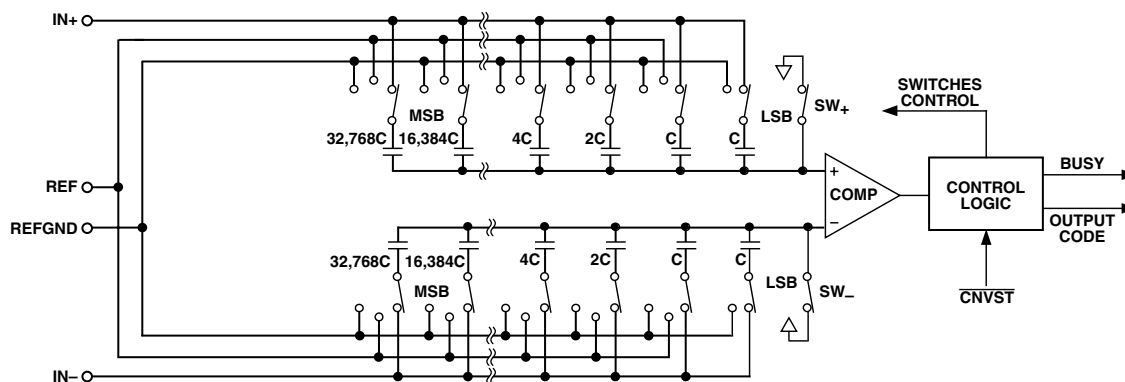 IN+
MSB
32,768C 16,384C 4C 2C C C
LSB
SW+
SWITCHES
CONTROL
REF
REFGND
+
COMP
–
CONTROL
LOGIC
BUSY
OUTPUT
CODE
CNVST
32,768C 16,384C 4C 2C C C
MSB
LSB
SW–
IN–